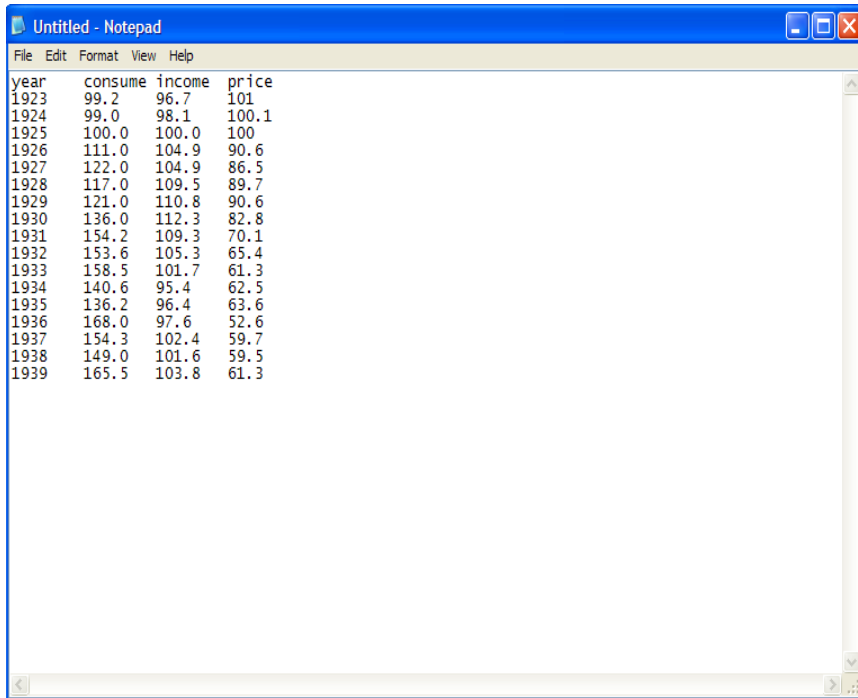 Untitled - Notepad
File Edit Format View Help
year consume income price
1923 99.2 96.7 101
1924 99.0 98.1 100.1
1925 100.0 100.0 100
1926 111.0 104.9 90.6
1927 122.0 104.9 86.5
1928 117.0 109.5 89.7
1929 121.0 110.8 90.6
1930 136.0 112.3 82.8
1931 154.2 109.3 70.1
1932 153.6 105.3 65.4
1933 158.5 101.7 61.3
1934 140.6 95.4 62.5
1935 136.2 96.4 63.6
1936 168.0 97.6 52.6
1937 154.3 102.4 59.7
1938 149.0 101.6 59.5
1939 165.5 103.8 61.3